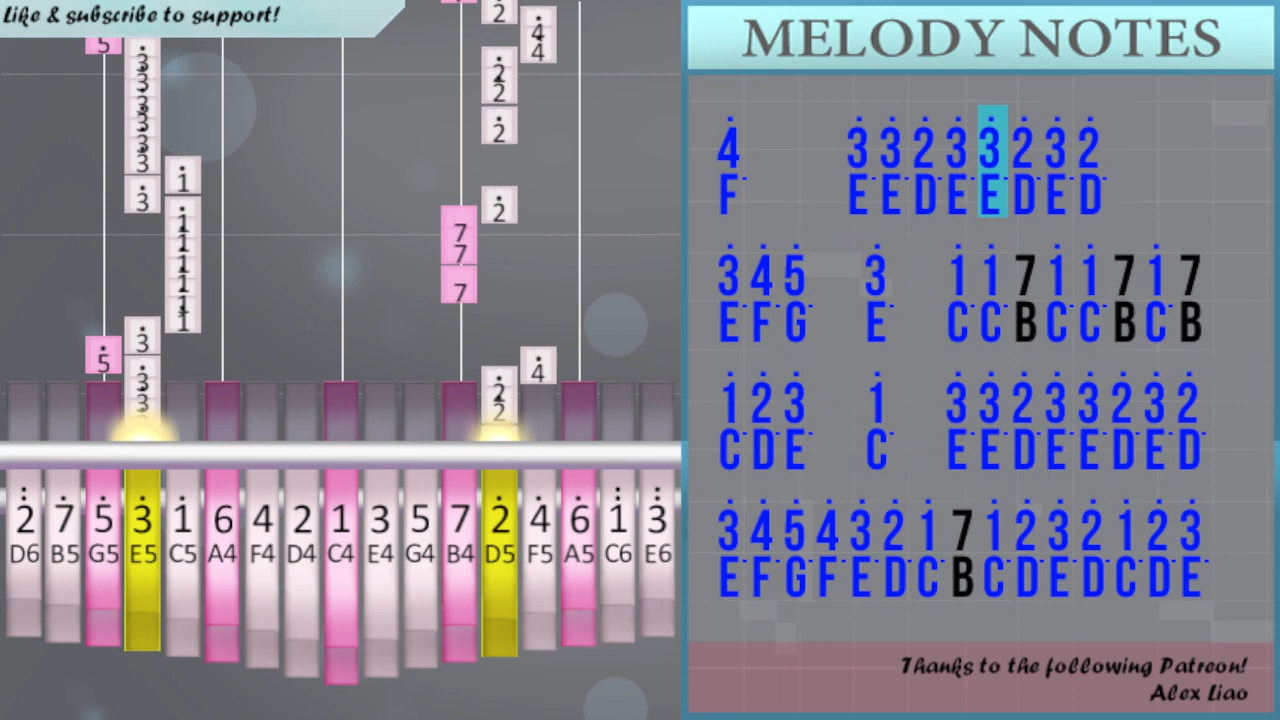 Like & subscribe to support!
MELODY NOTES
4̇ 3̇ 3̇ 2̇ 3̇ 3̇ 2̇ 3̇ 2̇
F E E D E E D E D
3̇ 4̇ 5̇ 3̇ 1̇ 1̇ 7 1̇ 1̇ 7 1̇ 7
E F G E C C B C C B C B
1̇ 2̇ 3̇ 1̇ 3̇ 3̇ 2̇ 3̇ 3̇ 2̇ 3̇ 2̇
C D E C E E D E E D E D
3̇ 4̇ 5̇ 4̇ 3̇ 2̇ 1̇ 7 1̇ 2̇ 3̇ 2̇ 1̇ 2̇ 3̇
E F G F E D C B C D E D C D E
2̈ 7̇ 5̇ 3̇ 1̇ 6 4 2 1 3 5 7 2̇ 4̇ 6̇ 1̈ 3̈
D6 B5 G5 E5 C5 A4 F4 D4 C4 E4 G4 B4 D5 F5 A5 C6 E6
Thanks to the following Patreon!
Alex Liao